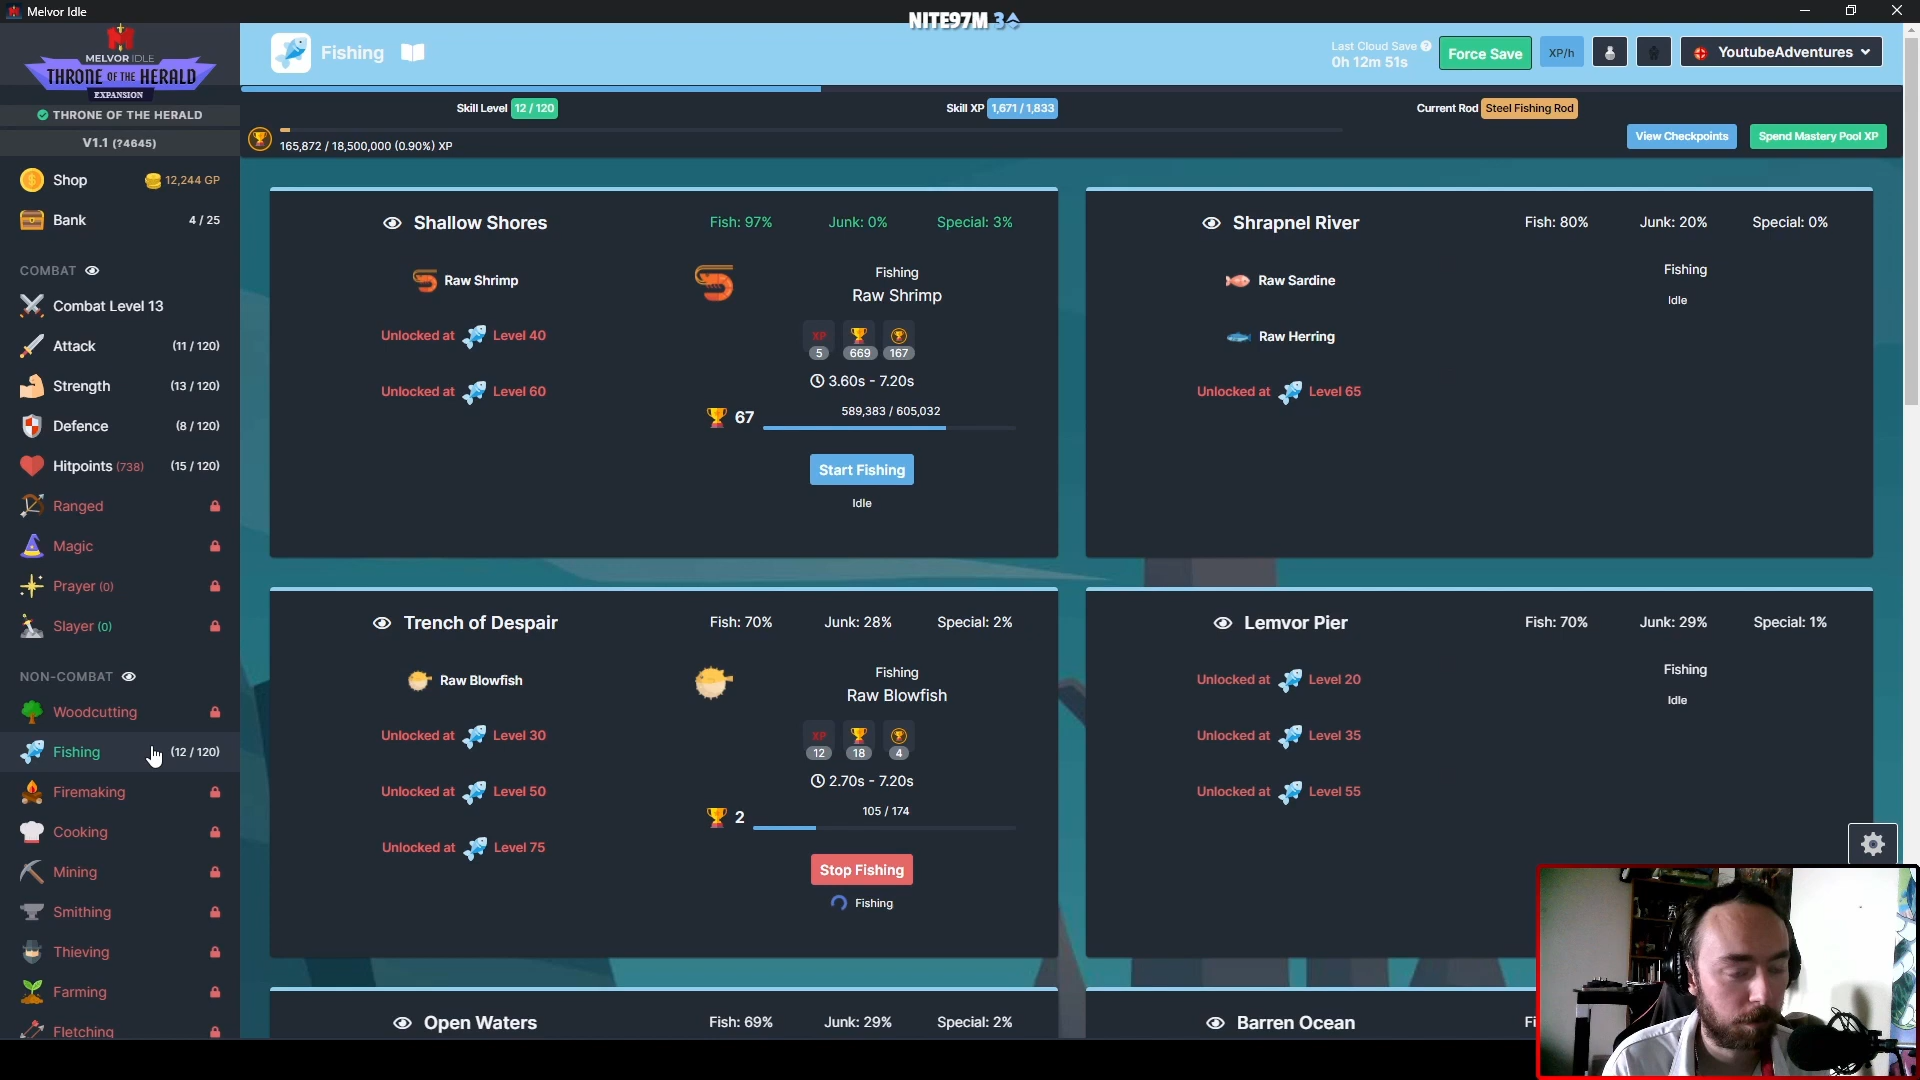 Melvor Idle
NITE97M 3
MELVOR IDLE
THRONE OF THE HERALD
EXPANSION
THRONE OF THE HERALD
V1.1 (?4645)
Shop 12,244 GP
Bank 4 / 25
COMBAT
Combat Level 13
Attack (11 / 120)
Strength (13 / 120)
Defence (8 / 120)
Hitpoints (738) (15 / 120)
Ranged
Magic
Prayer (0)
Slayer (0)
NON-COMBAT
Woodcutting
Fishing (12 / 120)
Firemaking
Cooking
Mining
Smithing
Thieving
Farming
Fletching
Fishing
Last Cloud Save
0h 12m 51s
Force Save
XP/h
YoutubeAdventures
Skill Level 12 / 120
Skill XP 1,671 / 1,833
Current Rod Steel Fishing Rod
165,872 / 18,500,000 (0.90%) XP
View Checkpoints
Spend Mastery Pool XP
Shallow Shores Fish: 97% Junk: 0% Special: 3%
Raw Shrimp
Unlocked at Level 40
Unlocked at Level 60
Fishing
Raw Shrimp
XP
5 669 167
3.60s - 7.20s
67 589,383 / 605,032
Start Fishing
Idle
Shrapnel River Fish: 80% Junk: 20% Special: 0%
Raw Sardine
Raw Herring
Unlocked at Level 65
Fishing
Idle
Trench of Despair Fish: 70% Junk: 28% Special: 2%
Raw Blowfish
Unlocked at Level 30
Unlocked at Level 50
Unlocked at Level 75
Fishing
Raw Blowfish
XP
12 18 4
2.70s - 7.20s
2 105 / 174
Stop Fishing
Fishing
Lemvor Pier Fish: 70% Junk: 29% Special: 1%
Unlocked at Level 20
Unlocked at Level 35
Unlocked at Level 55
Fishing
Idle
Open Waters Fish: 69% Junk: 29% Special: 2%
Barren Ocean Fi